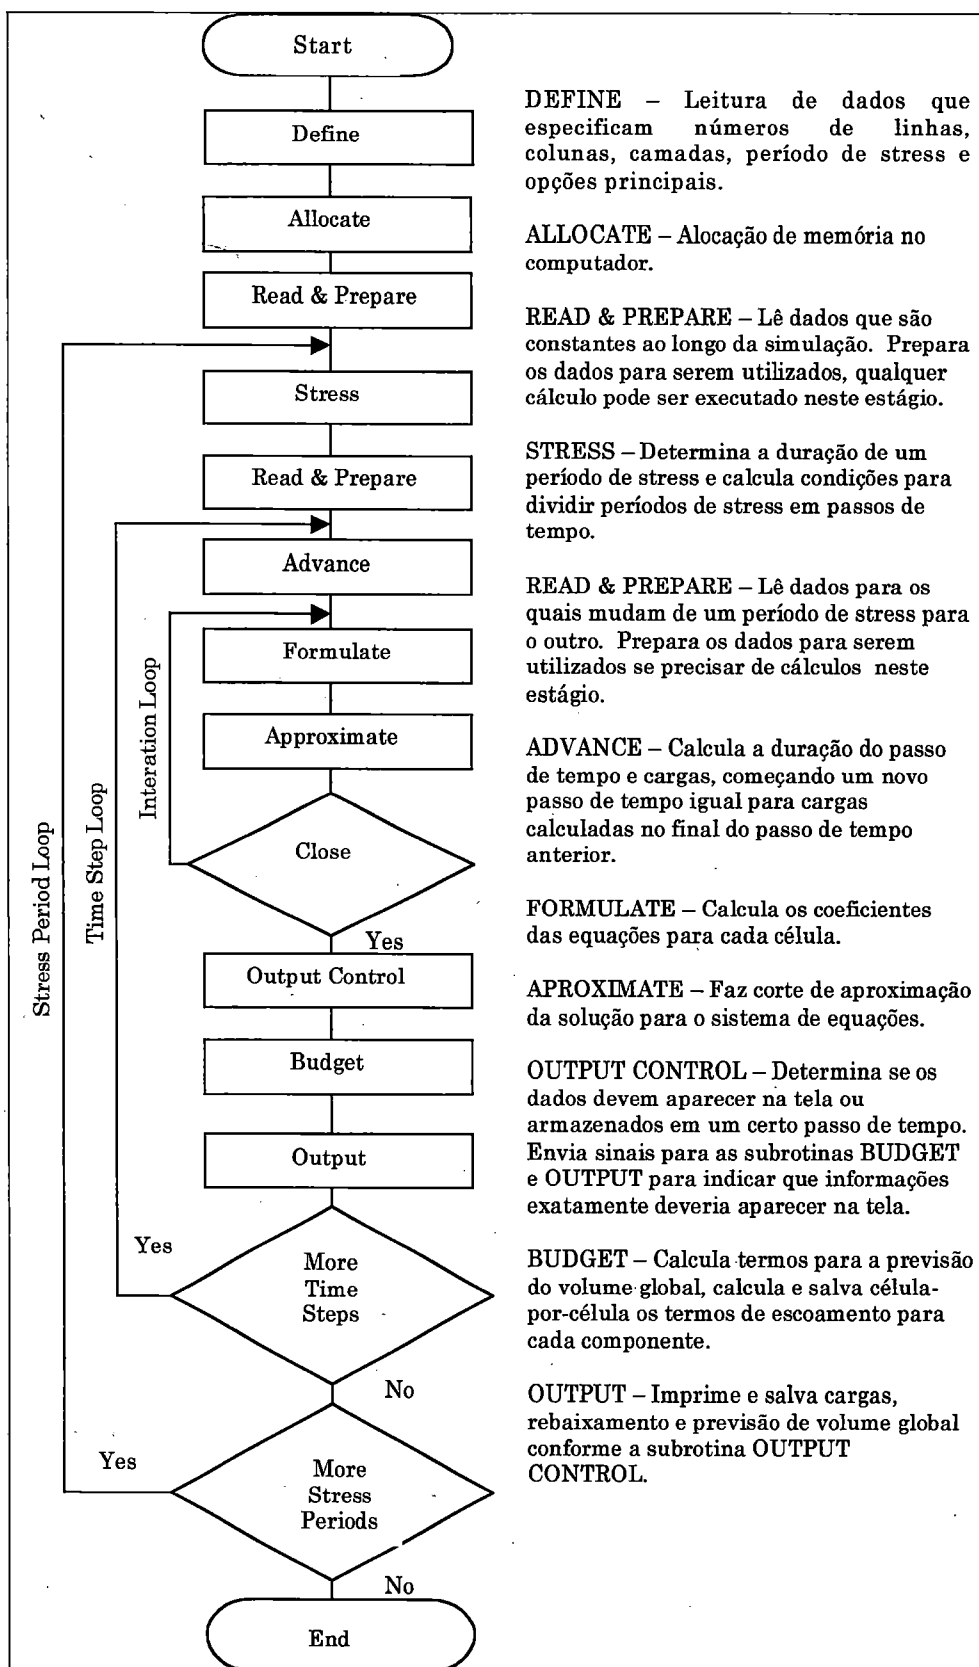 Start
Define
Allocate
Read & Prepare
Stress
Read & Prepare
Advance
Formulate
Approximate
Close
Yes
Output Control
Budget
Output
More
Time
Steps
Yes
No
More
Stress
Periods
Yes
No
End
Interation Loop
Time Step Loop
Stress Period Loop
DEFINE – Leitura de dados que
especificam números de linhas,
colunas, camadas, período de stress e
opções principais.
ALLOCATE – Alocação de memória no
computador.
READ & PREPARE – Lê dados que são
constantes ao longo da simulação. Prepara
os dados para serem utilizados, qualquer
cálculo pode ser executado neste estágio.
STRESS – Determina a duração de um
período de stress e calcula condições para
dividir períodos de stress em passos de
tempo.
READ & PREPARE – Lê dados para os
quais mudam de um período de stress para
o outro. Prepara os dados para serem
utilizados se precisar de cálculos neste
estágio.
ADVANCE – Calcula a duração do passo
de tempo e cargas, começando um novo
passo de tempo igual para cargas
calculadas no final do passo de tempo
anterior.
FORMULATE – Calcula os coeficientes
das equações para cada célula.
APROXIMATE – Faz corte de aproximação
da solução para o sistema de equações.
OUTPUT CONTROL – Determina se os
dados devem aparecer na tela ou
armazenados em um certo passo de tempo.
Envia sinais para as subrotinas BUDGET
e OUTPUT para indicar que informações
exatamente deveria aparecer na tela.
BUDGET – Calcula termos para a previsão
do volume global, calcula e salva célula-
por-célula os termos de escoamento para
cada componente.
OUTPUT – Imprime e salva cargas,
rebaixamento e previsão de volume global
conforme a subrotina OUTPUT
CONTROL.